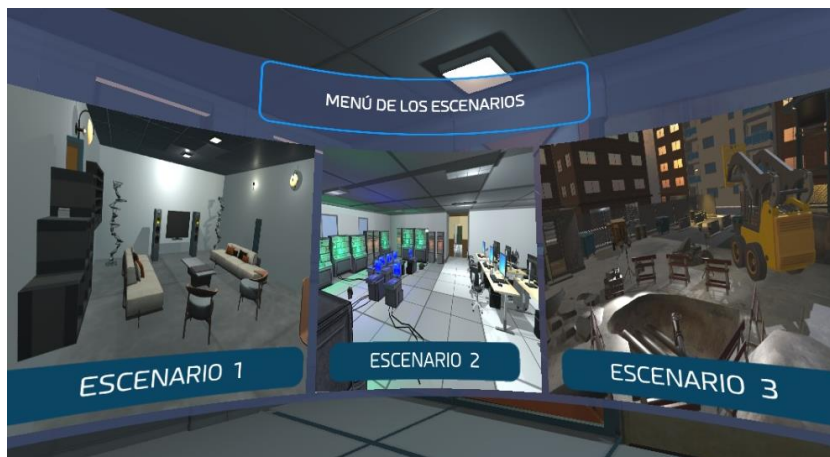 MENÚ DE LOS ESCENARIOS
ESCENARIO 1
ESCENARIO 2
ESCENARIO 3